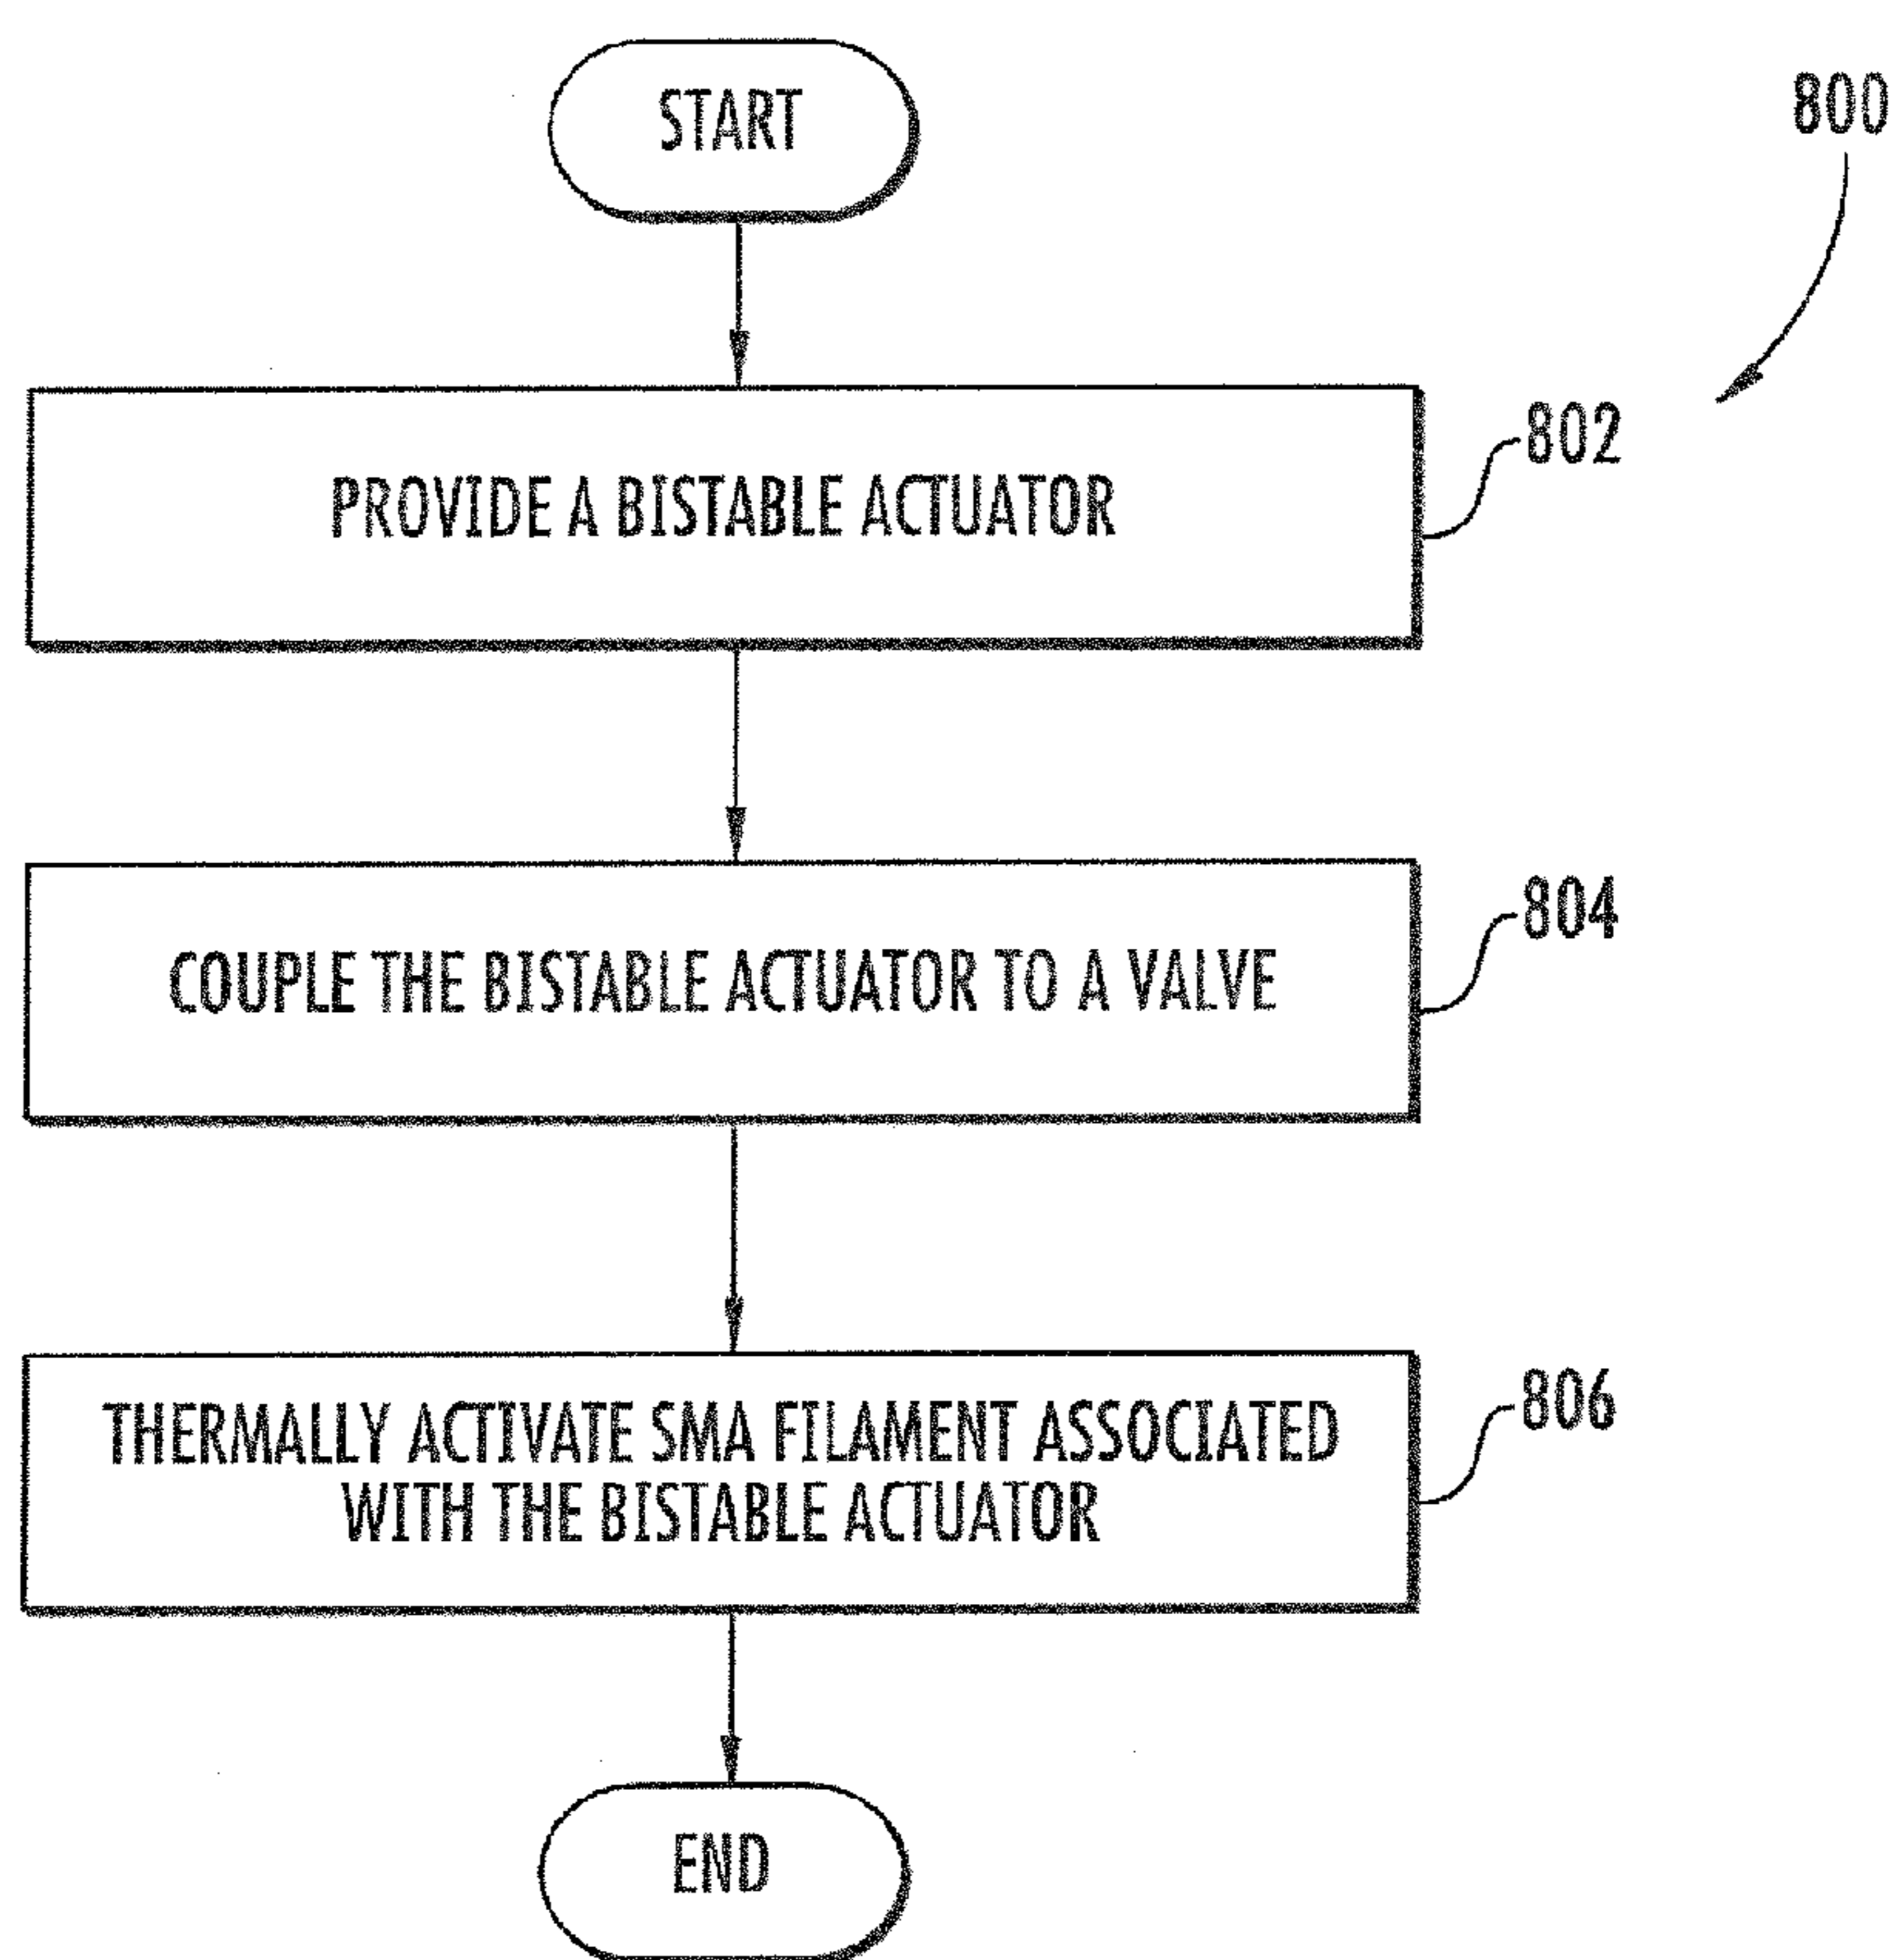 START
800
802
PROVIDE A BISTABLE ACTUATOR
804
COUPLE THE BISTABLE ACTUATOR TO A VALVE
806
THERMALLY ACTIVATE SMA FILAMENT ASSOCIATED
WITH THE BISTABLE ACTUATOR
END